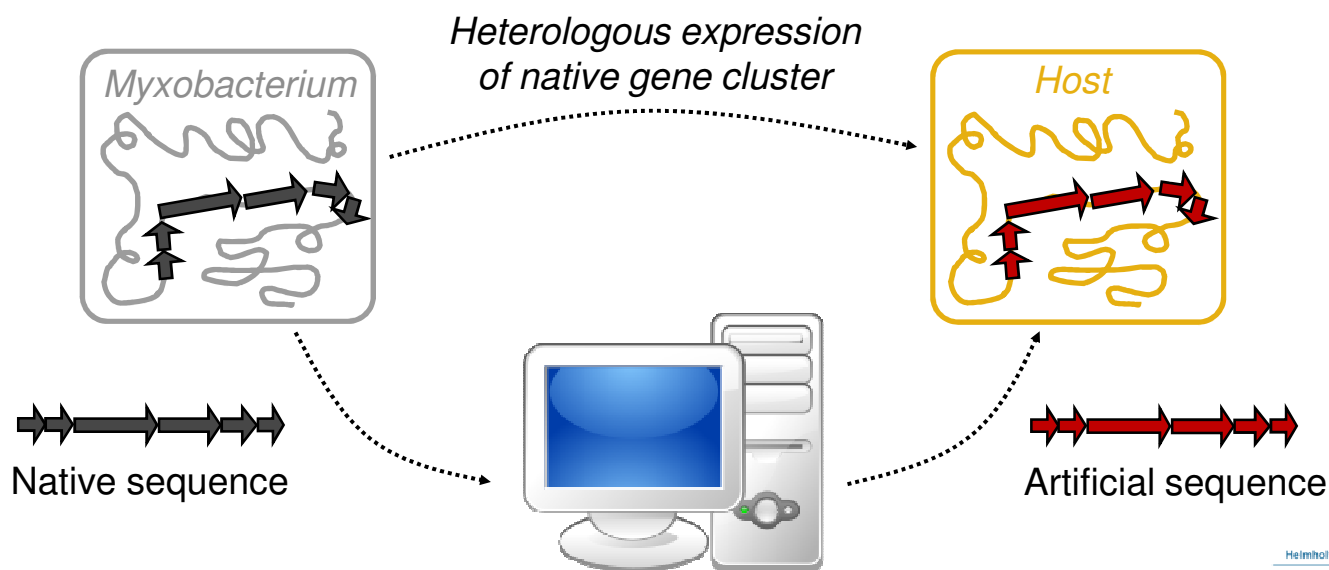 Heterologous expression
of native gene cluster
Myxobacterium
Host
Native sequence
Artificial sequence